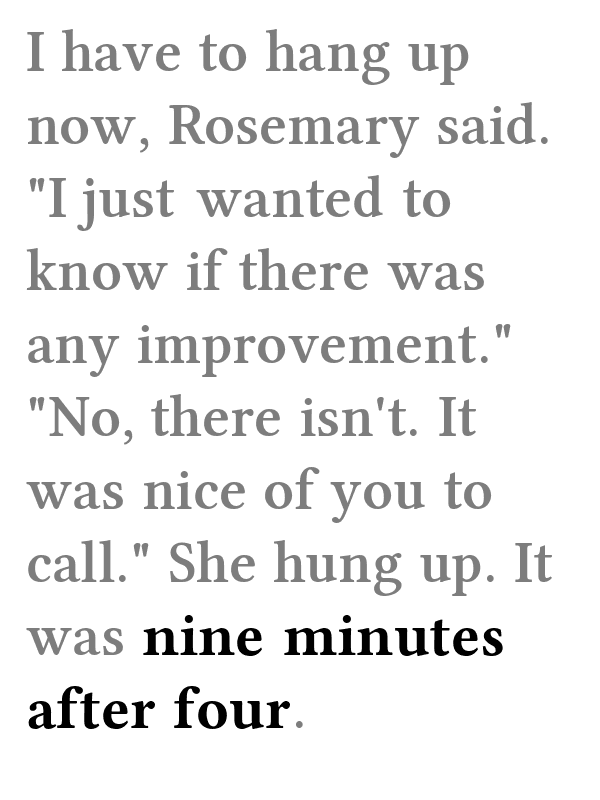 I have to hang up
now, Rosemary said.
"I just wanted to
know if there was
any improvement."
"No, there isn't. It
was nice of you to
call." She hung up. It
was nine minutes
after four.